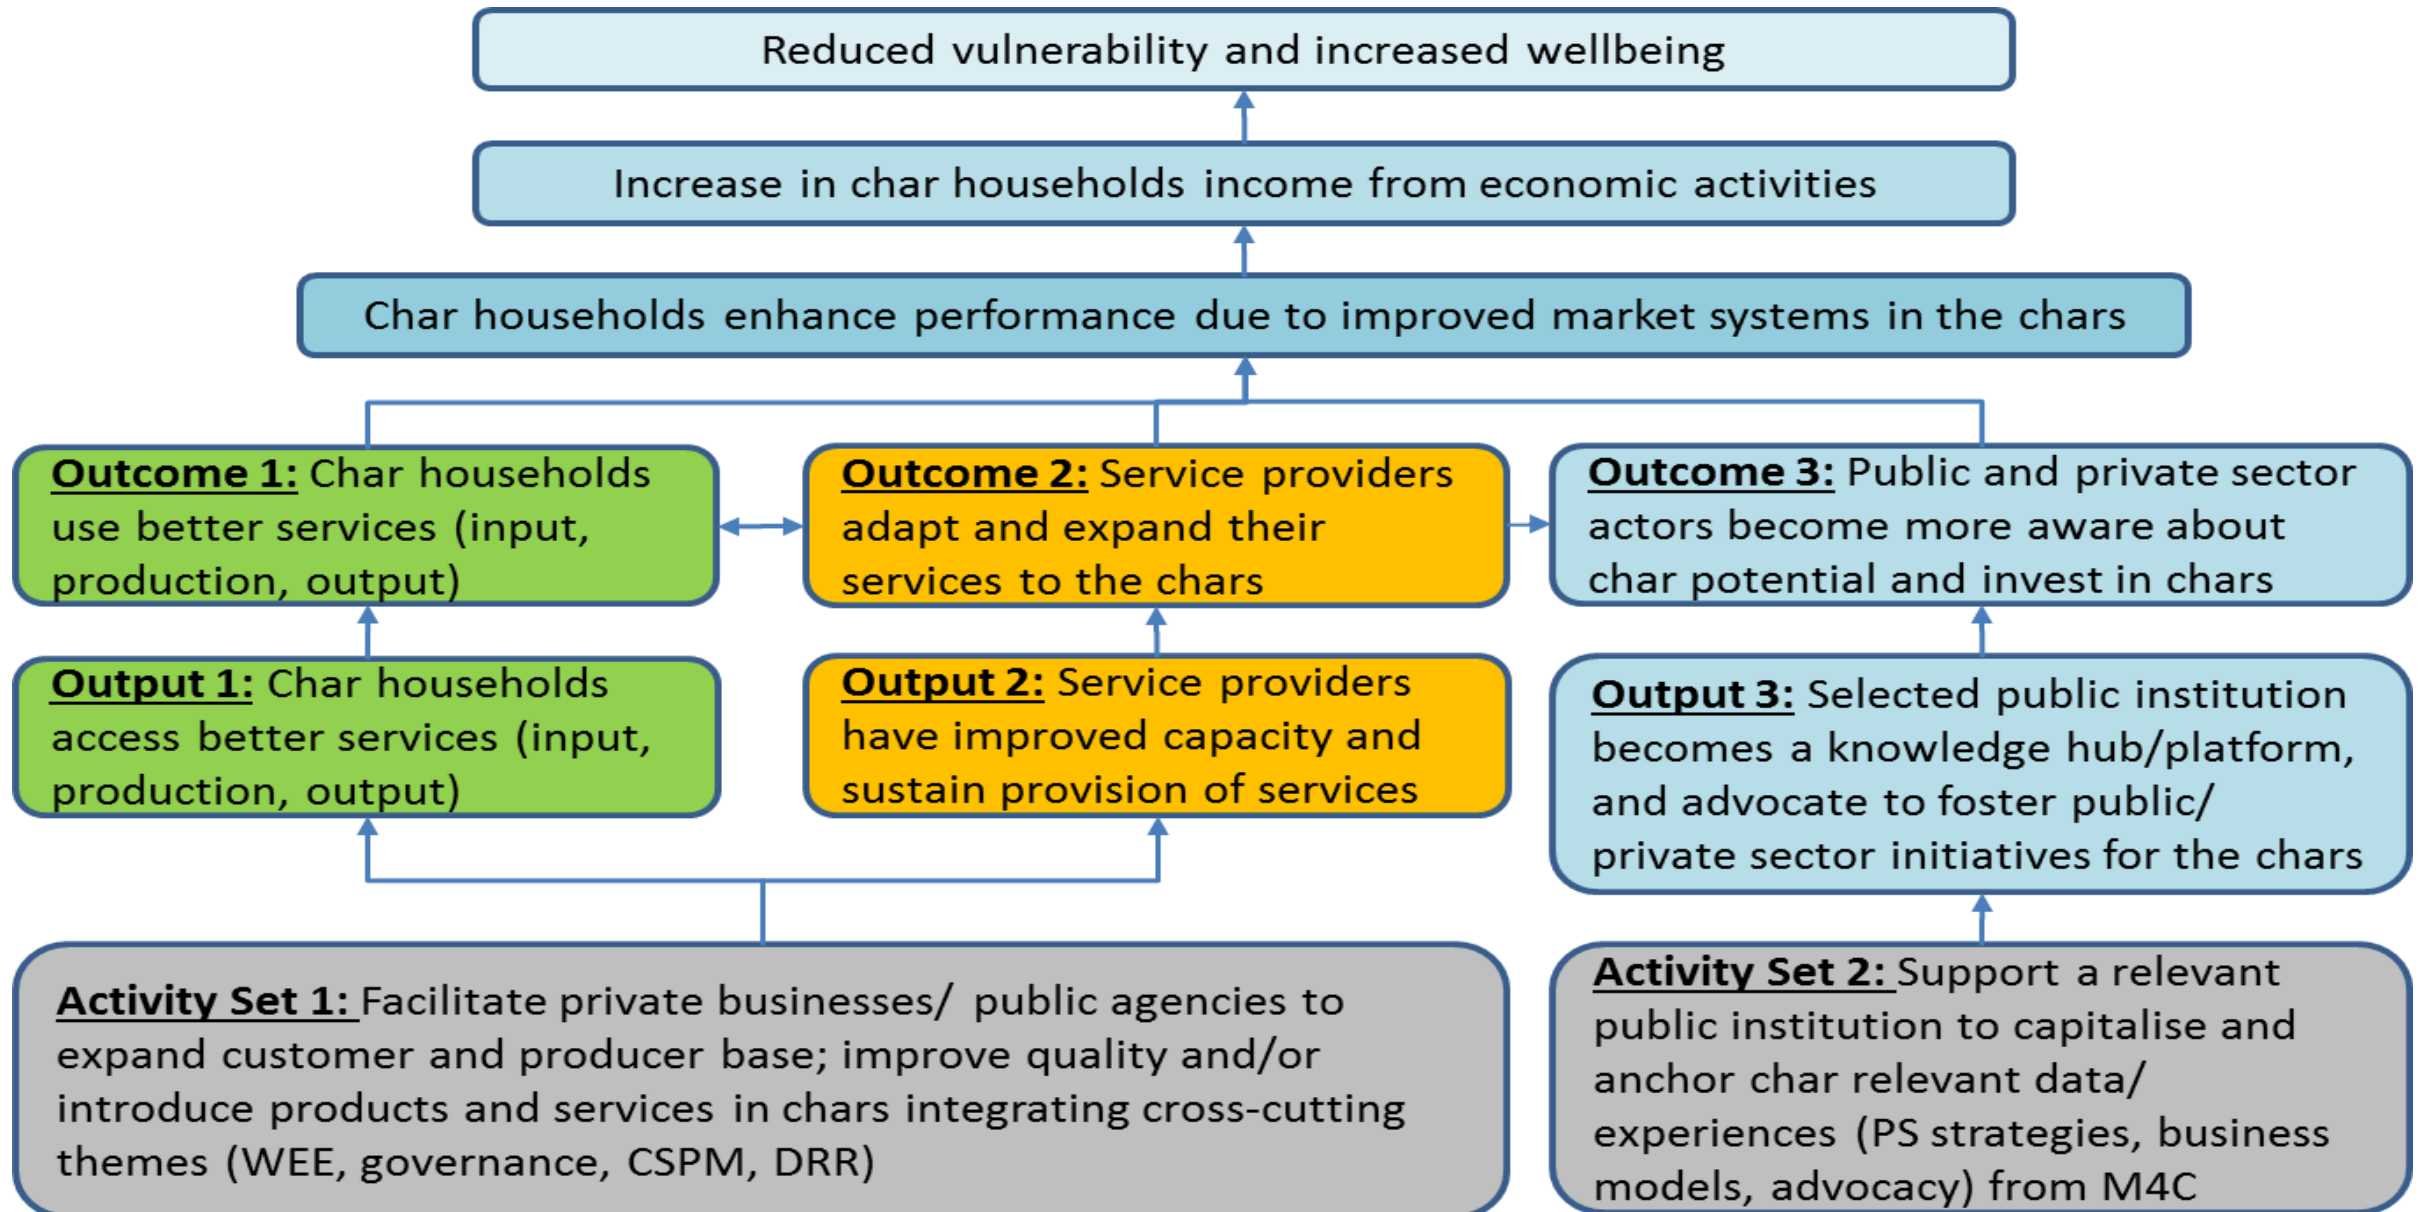 Reduced vulnerability and increased wellbeing
Increase in char households income from economic activities
Char households enhance performance due to improved market systems in the chars
Outcome 1: Char households
use better services (input,
production, output)
Outcome 2: Service providers
adapt and expand their
services to the chars
Outcome 3: Public and private sector
actors become more aware about
char potential and invest in chars
Output 1: Char households
access better services (input,
production, output)
Output 2: Service providers
have improved capacity and
sustain provision of services
Output 3: Selected public institution
becomes a knowledge hub/platform,
and advocate to foster public/
private sector initiatives for the chars
Activity Set 1: Facilitate private businesses/ public agencies to
expand customer and producer base; improve quality and/or
introduce products and services in chars integrating cross-cutting
themes (WEE, governance, CSPM, DRR)
Activity Set 2: Support a relevant
public institution to capitalise and
anchor char relevant data/
experiences (PS strategies, business
models, advocacy) from M4C